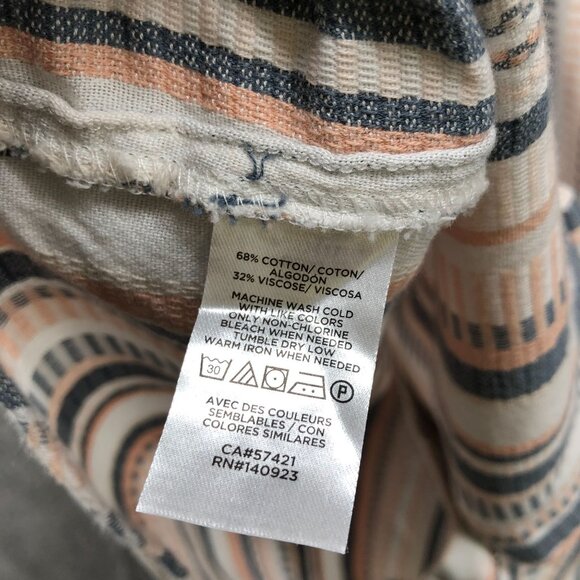 68% COTTON/ COTON/
ALGODÓN
32% VISCOSE/ VISCOSA
MACHINE WASH COLD
WITH LIKE COLORS
ONLY NON-CHLORINE
BLEACH WHEN NEEDED
TUMBLE DRY LOW
WARM IRON WHEN NEEDED
30 P
AVEC DES COULEURS
SEMBLABLES / CON
COLORES SIMILARES
CA#57421
RN#140923